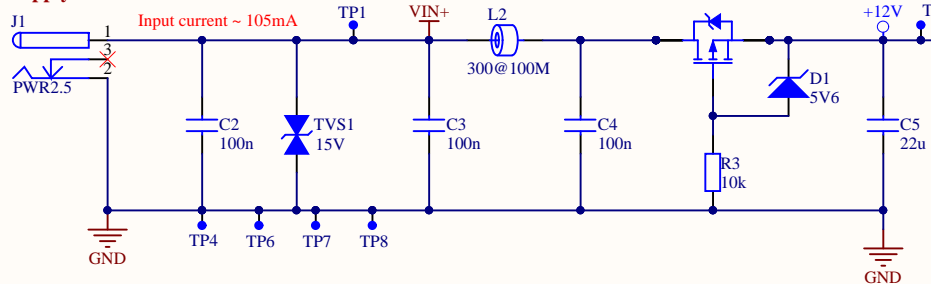 J1
Input current ~ 105mA
TP1
VIN+
L2
+12V
1
3
2
PWR2.5
300@100M
D1
5V6
C2
100n
TVS1
15V
C3
100n
C4
100n
C5
22u
R3
10k
TP4
TP6
TP7
TP8
GND
GND